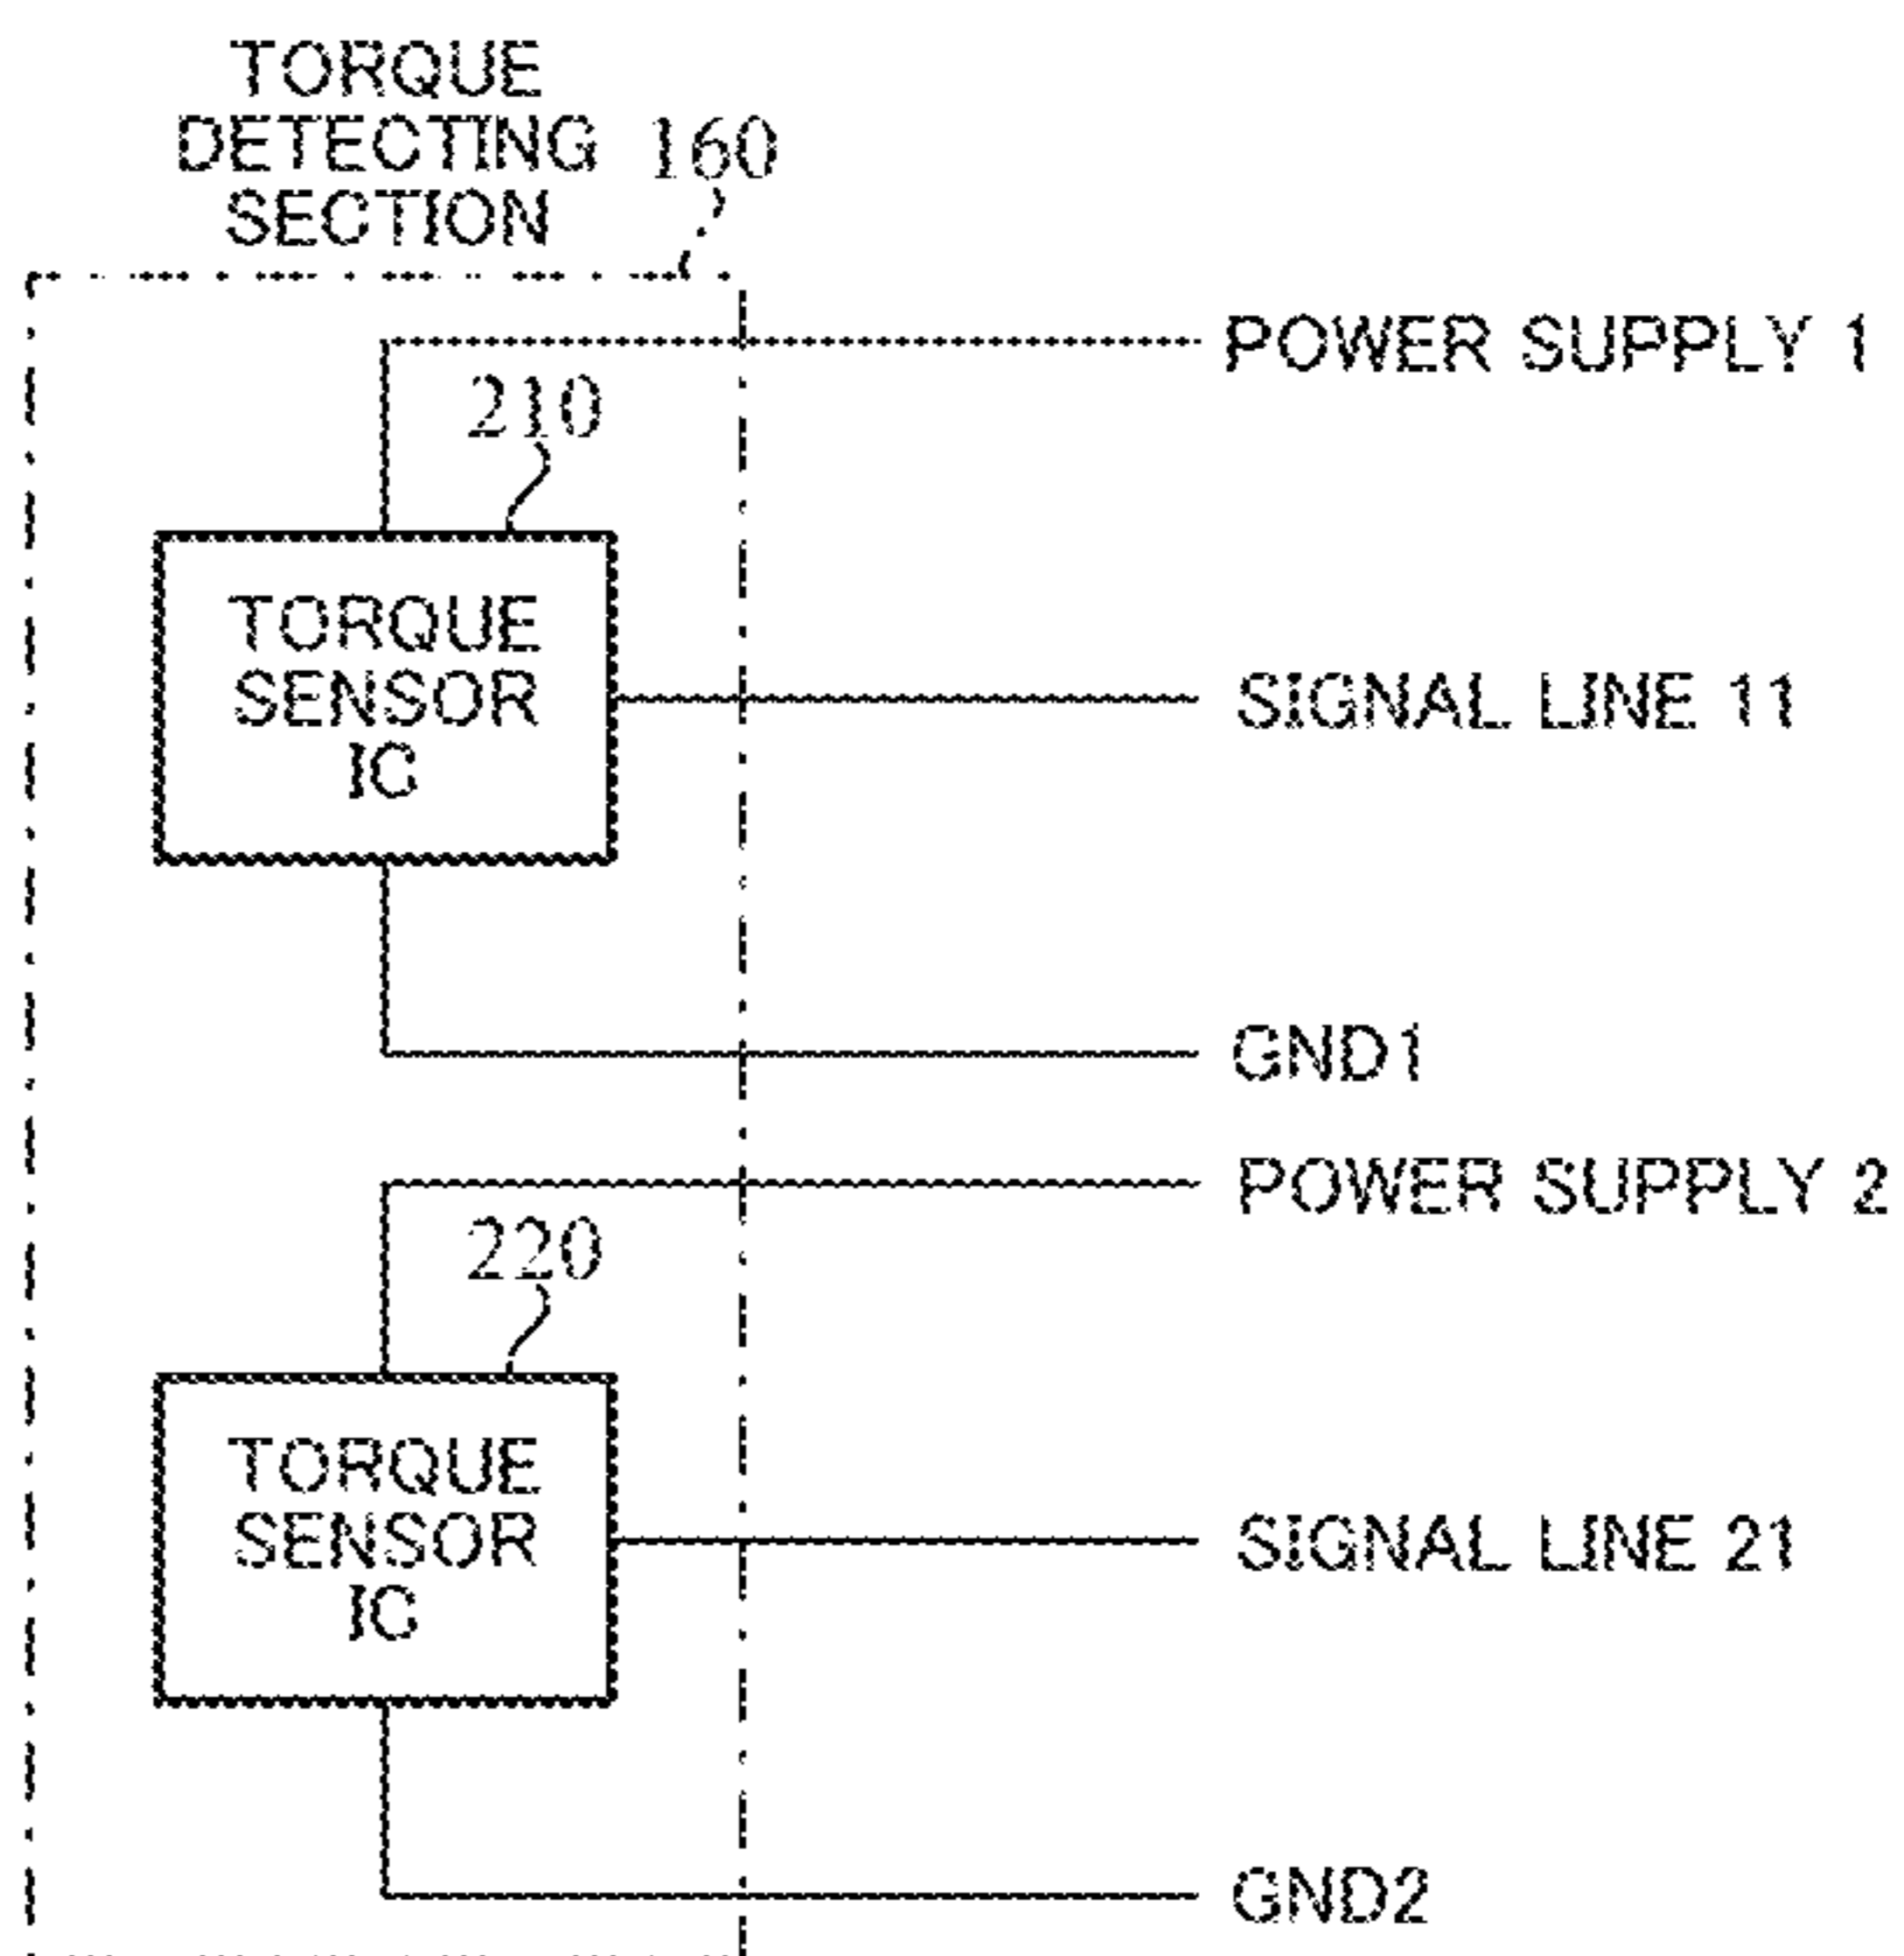 TORQUE
DETECTING
SECTION
160
POWER SUPPLY 1
210
TORQUE
SENSOR
IC
SIGNAL LINE 11
GND1
POWER SUPPLY 2
220
TORQUE
SENSOR
IC
SIGNAL LINE 21
GND2